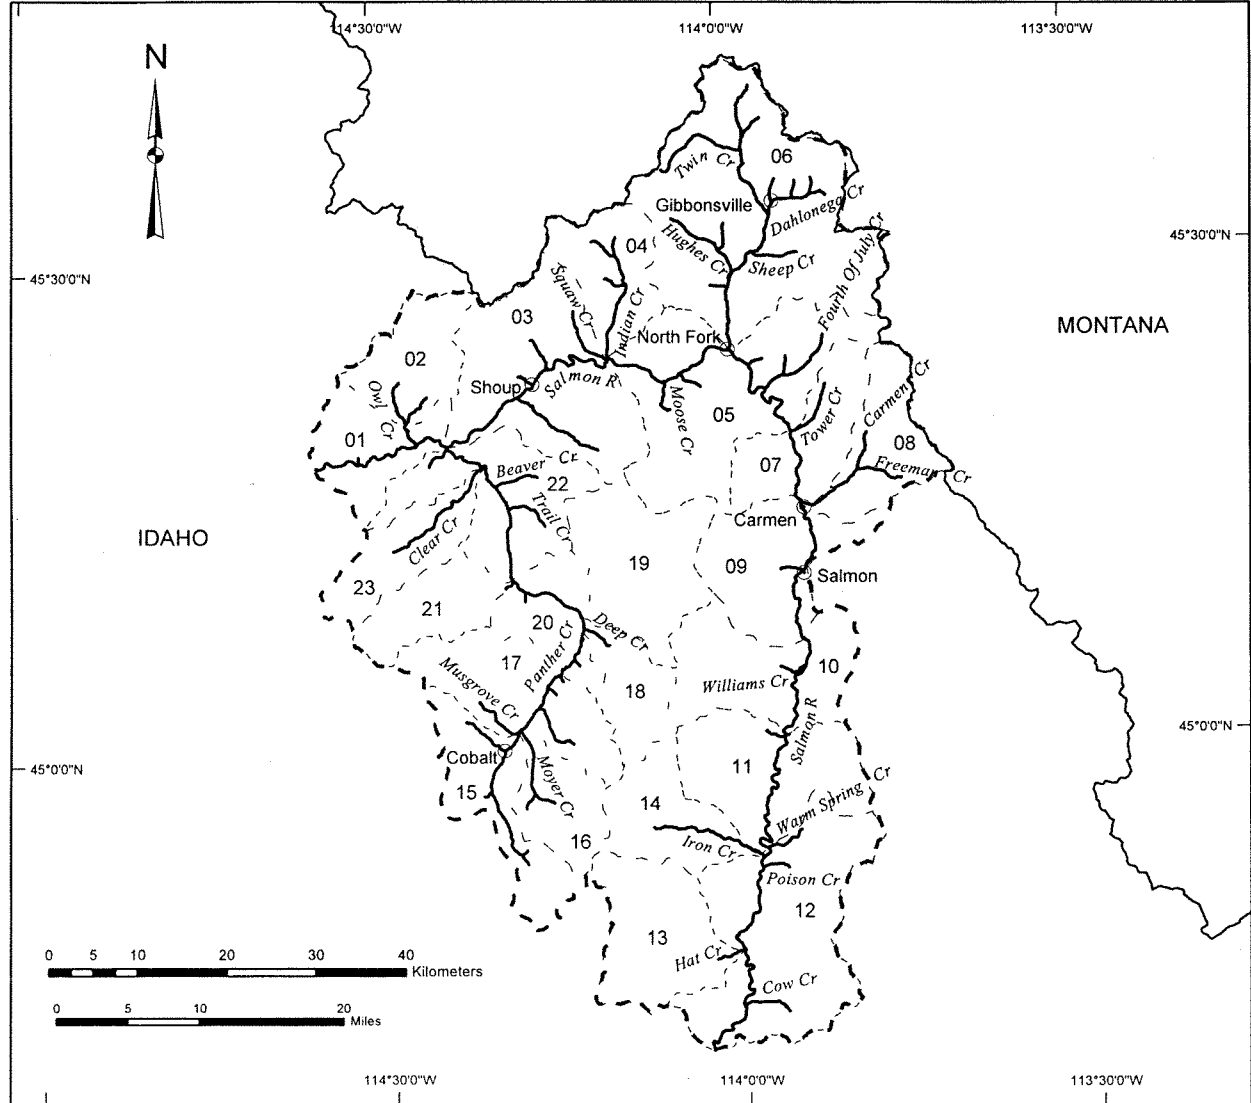 114°30'0"W
114°0'0"W
113°30'0"W
N
06
Twin Cr
Gibbonsville
Dahlonega Cr
45°30'0"N
04
Hughes Cr
Sheep Cr
Fourth Of July Cr
45°30'0"N
Squaw Cr
Indian Cr
03
North Fork
MONTANA
02
Shoup
Salmon R
Owl Cr
Moose Cr
05
Tower Cr
Carmen Cr
01
08
07
Freeman Cr
Beaver Cr
22
Trail Cr
Carmen
Clear Cr
IDAHO
19
09
Salmon
23
21
20
Deep Cr
Panther Cr
17
10
Musgrove Cr
18
Williams Cr
Salmon R
45°0'0"N
Cobalt
11
45°0'0"N
15
Moyer Cr
14
Warm Spring Cr
16
Iron Cr
Poison Cr
12
13
Hat Cr
Cow Cr
0 5 10 20 30 40
Kilometers
0 5 10 20
Miles
114°30'0"W
114°0'0"W
113°30'0"W